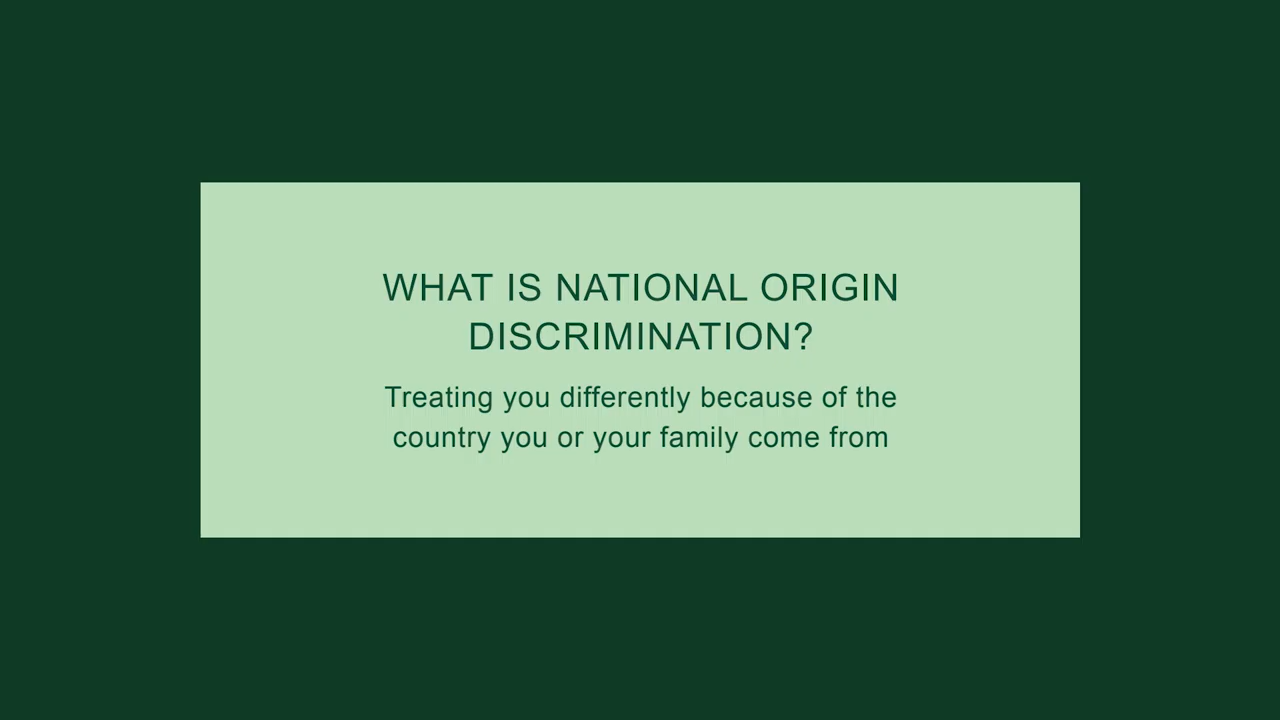 WHAT IS NATIONAL ORIGIN
DISCRIMINATION?
Treating you differently because of the
country you or your family come from